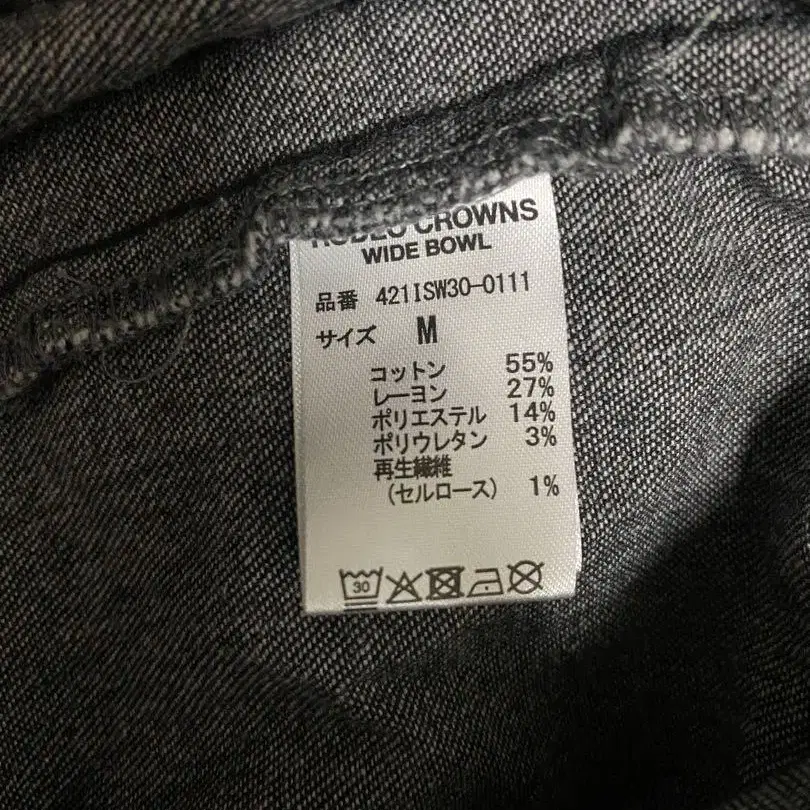 RODEO CROWNS
WIDE BOWL
品番 421ISW30-0111
サイズ M
コットン 55%
レーヨン 27%
ポリエステル 14%
ポリウレタン 3%
再生繊維
(セルロース) 1%
30